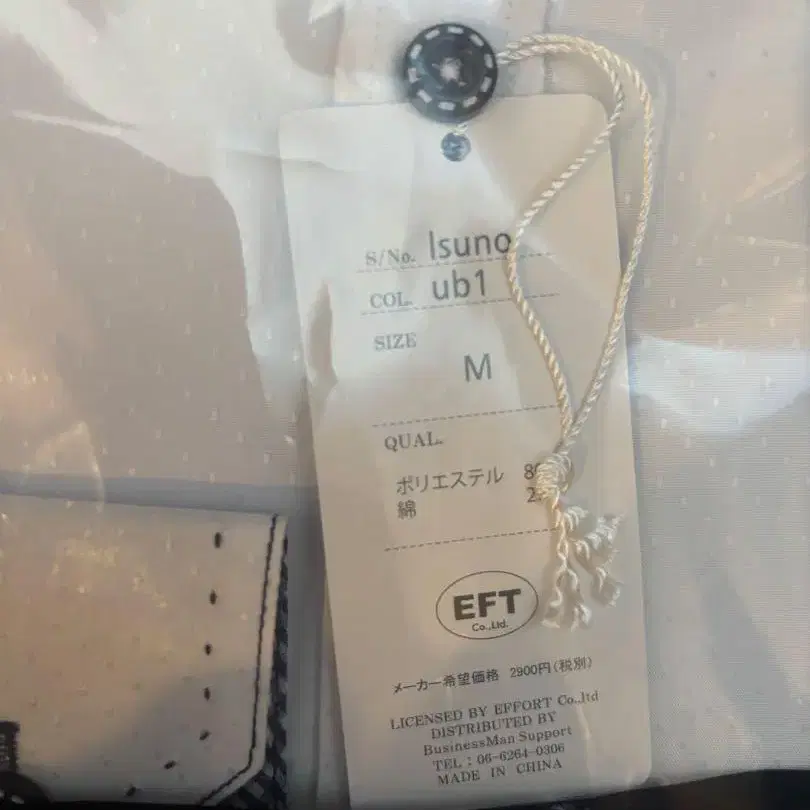 S/No. Isuno
COL. ub1
SIZE
M
QUAL.
ポリエステル
綿
EFT
Co.,Ltd.
メーカー希望価格 2900円(税別)
LICENSED BY EFFORT Co.,ltd
DISTRIBUTED BY
BusinessMan Support
TEL : 06-6264-0306
MADE IN CHINA